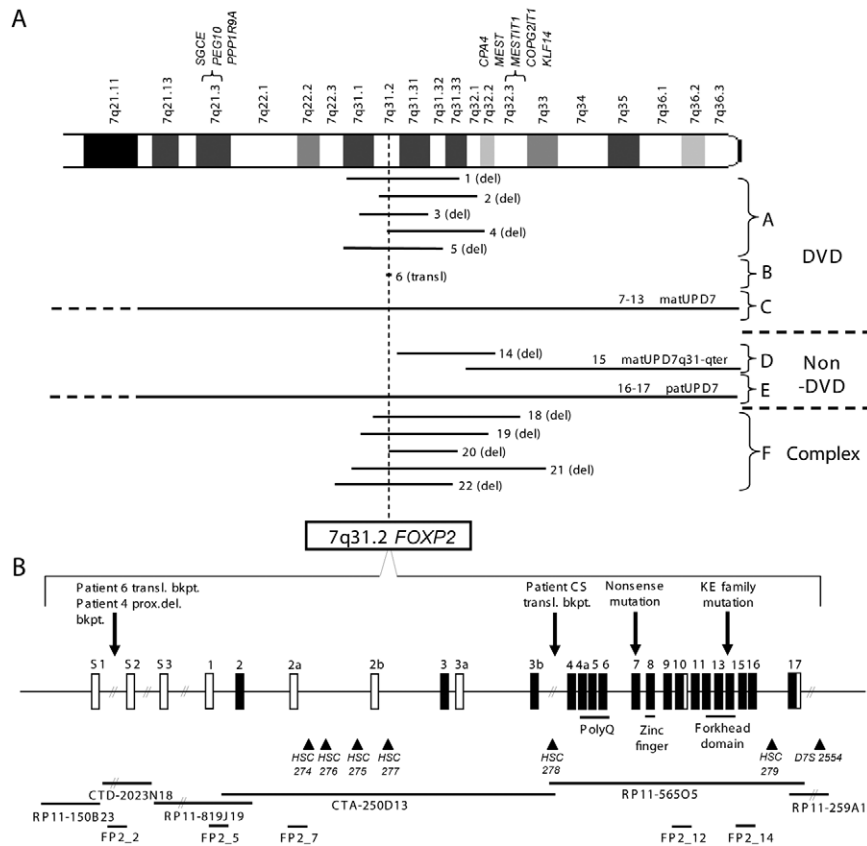 A
SGCE
PEG10
PPP1R9A
CPA4
MEST
MESTIT1
COPG2IT1
KLF14
7q21.11
7q21.13
7q21.3
7q22.1
7q22.2
7q22.3
7q31.1
7q31.2
7q31.31
7q31.32
7q31.33
7q32.1
7q32.2
7q32.3
7q33
7q34
7q35
7q36.1
7q36.2
7q36.3
1 (del)
2 (del)
3 (del)
4 (del)
5 (del)
A
6 (transl)
B
DVD
7-13 matUPD7
C
14 (del)
15 matUPD7q31-qter
D
Non
-DVD
16-17 patUPD7
E
18 (del)
19 (del)
20 (del)
21 (del)
22 (del)
F
Complex
7q31.2 FOXP2
B
Patient 6 transl. bkpt.
Patient 4 prox.del.
bkpt.
Patient CS
transl. bkpt.
Nonsense
mutation
KE family
mutation
S1 S2 S3 1 2 2a 2b 3 3a 3b 4 4a 5 6 7 8 9 10 11 13 15 16 17
PolyQ
Zinc
finger
Forkhead
domain
HSC
274
HSC
276
HSC
275
HSC
277
HSC
278
HSC
279
D7S 2554
CTD-2023N18
CTA-250D13
RP11-565O5
RP11-150B23
RP11-819J19
RP11-259A1
FP2_2
FP2_5
FP2_7
FP2_12
FP2_14